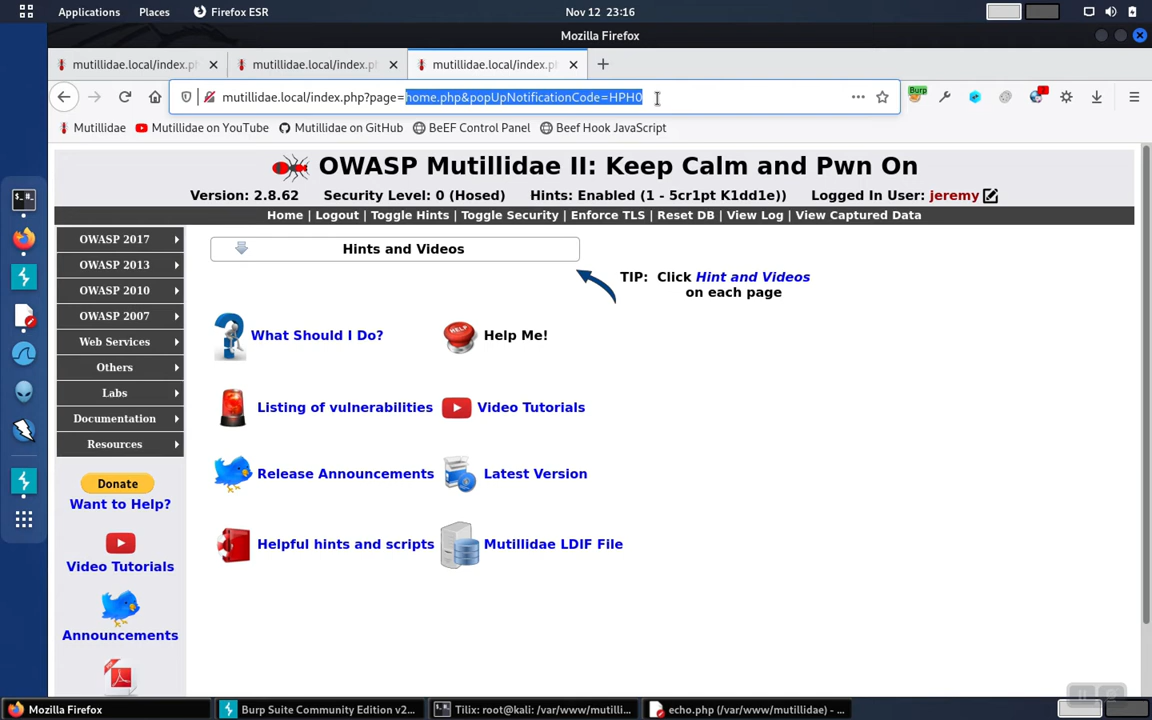 Applications Places Firefox ESR Nov 12 23:16
Mozilla Firefox
mutillidae.local/index.ph mutillidae.local/index.ph mutillidae.local/index.ph
mutillidae.local/index.php?page=home.php&popUpNotificationCode=HPH0 Burp
Mutillidae Mutillidae on YouTube Mutillidae on GitHub BeEF Control Panel Beef Hook JavaScript
OWASP Mutillidae II: Keep Calm and Pwn On
Version: 2.8.62 Security Level: 0 (Hosed) Hints: Enabled (1 - 5cr1pt K1dd1e)) Logged In User: jeremy
Home | Logout | Toggle Hints | Toggle Security | Enforce TLS | Reset DB | View Log | View Captured Data
OWASP 2017
OWASP 2013
OWASP 2010
OWASP 2007
Web Services
Others
Labs
Documentation
Resources
Donate
Want to Help?
Video Tutorials
Announcements
Hints and Videos
TIP: Click Hint and Videos
on each page
What Should I Do? Help Me!
Listing of vulnerabilities Video Tutorials
Release Announcements Latest Version
Helpful hints and scripts Mutillidae LDIF File
Mozilla Firefox Burp Suite Community Edition v2... Tilix: root@kali: /var/www/mutilli... echo.php (/var/www/mutillidae) - ...